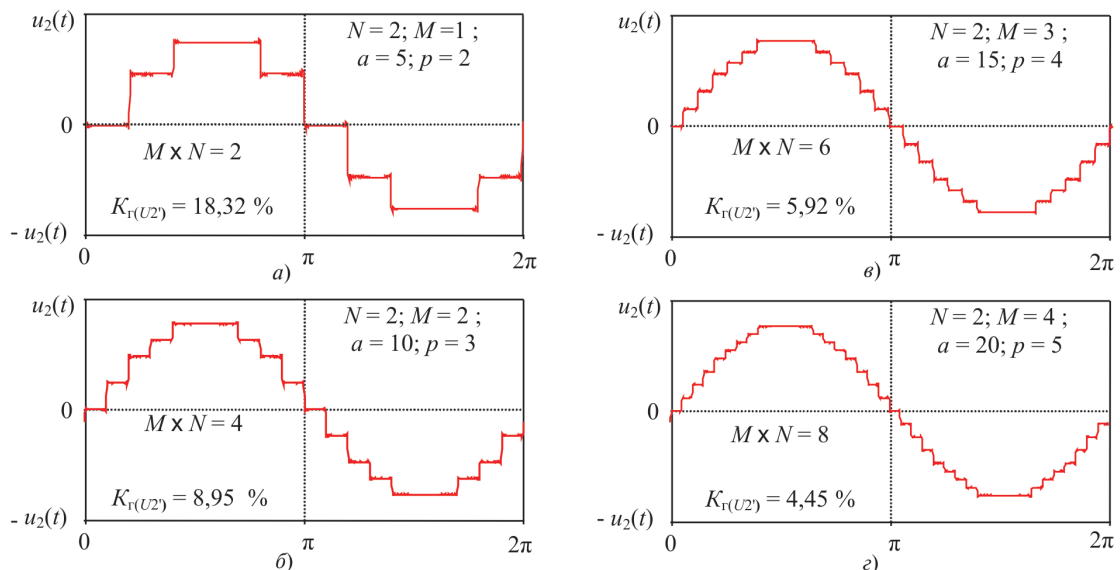 u₂(t)
N = 2; M = 1 ;
a = 5; p = 2
0
M x N = 2
Kг(U2') = 18,32 %
- u₂(t)
0
π
2π
а)
u₂(t)
N = 2; M = 2 ;
a = 10; p = 3
0
M x N = 4
Kг(U2') = 8,95 %
- u₂(t)
0
π
2π
б)
u₂(t)
N = 2; M = 3 ;
a = 15; p = 4
0
M x N = 6
Kг(U2') = 5,92 %
- u₂(t)
0
π
2π
в)
u₂(t)
N = 2; M = 4 ;
a = 20; p = 5
0
M x N = 8
Kг(U2') = 4,45 %
- u₂(t)
0
π
2π
г)